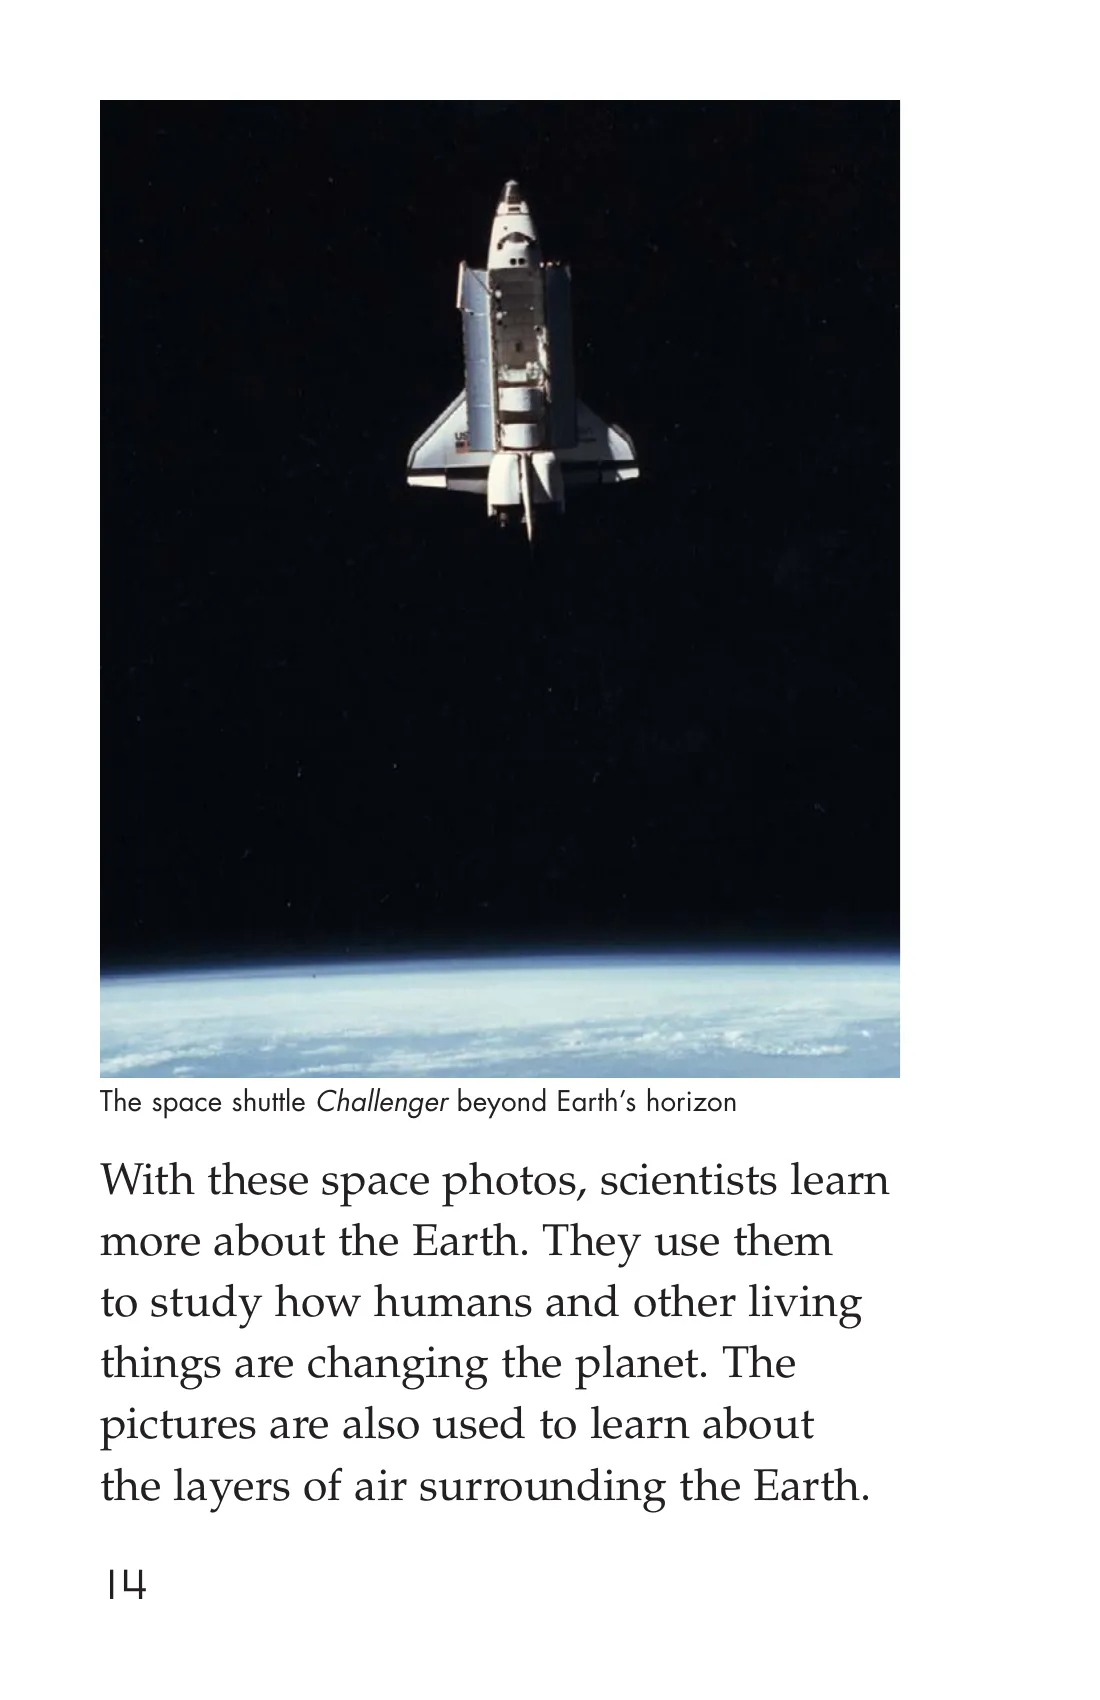 The space shuttle Challenger beyond Earth's horizon
With these space photos, scientists learn
more about the Earth. They use them
to study how humans and other living
things are changing the planet. The
pictures are also used to learn about
the layers of air surrounding the Earth.
14